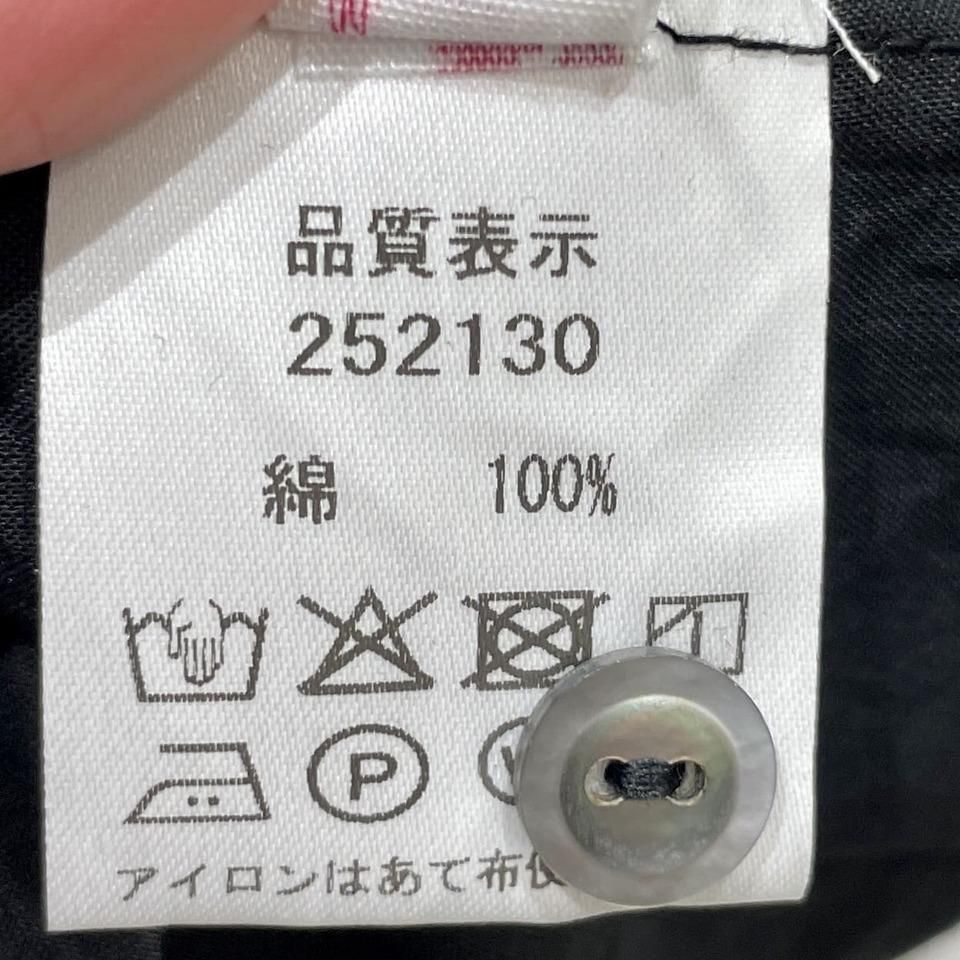 品質表示
252130
綿 100%
P
W
アイロンはあて布使